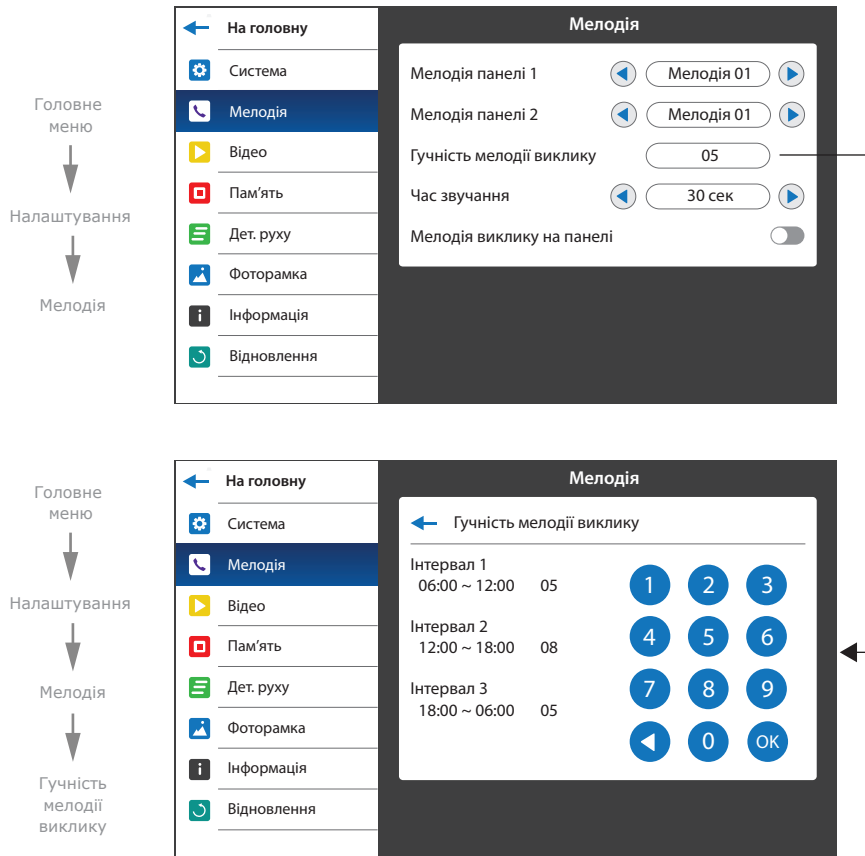 Головне
меню
Налаштування
Мелодія
На головну
Система
Мелодія
Відео
Пам'ять
Дет. руху
Фоторамка
Інформація
Відновлення
Мелодія
Мелодія панелі 1 Мелодія 01
Мелодія панелі 2 Мелодія 01
Гучність мелодії виклику 05
Час звучання 30 сек
Мелодія виклику на панелі
Головне
меню
Налаштування
Мелодія
Гучність
мелодії
виклику
На головну
Система
Мелодія
Відео
Пам'ять
Дет. руху
Фоторамка
Інформація
Відновлення
Мелодія
Гучність мелодії виклику
Інтервал 1
06:00 ~ 12:00 05
Інтервал 2
12:00 ~ 18:00 08
Інтервал 3
18:00 ~ 06:00 05
1 2 3
4 5 6
7 8 9
0 OK